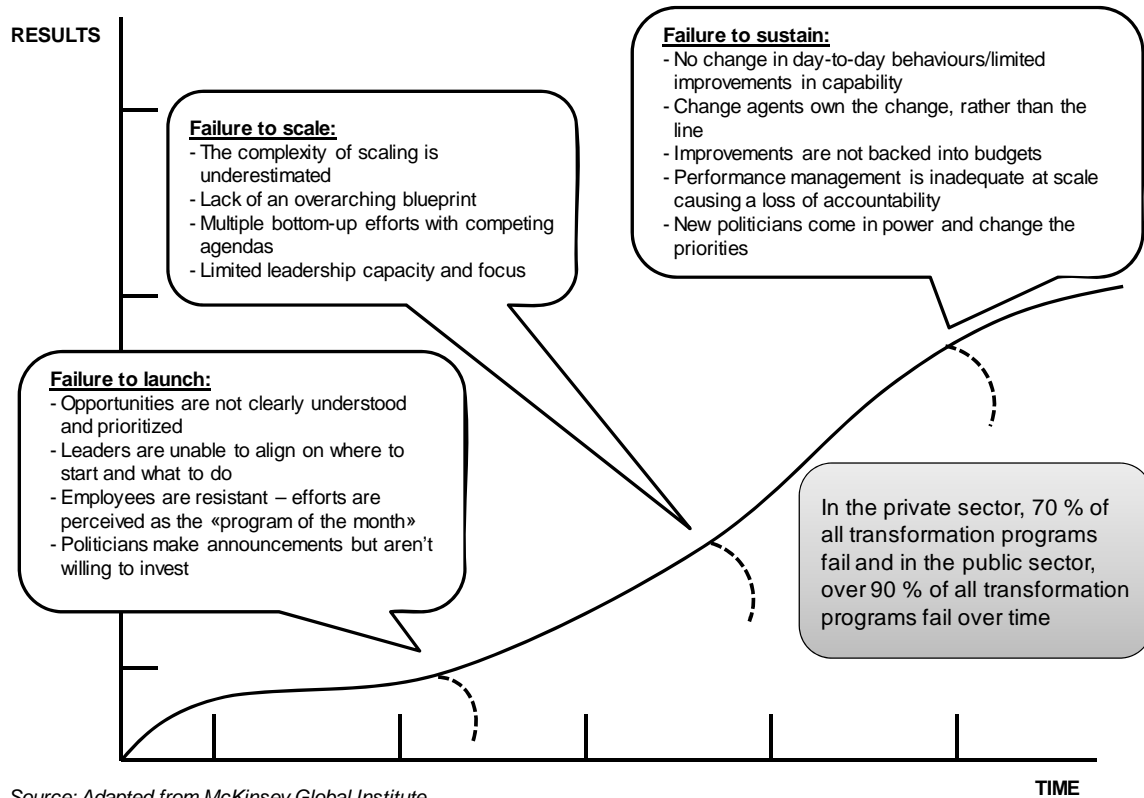 RESULTS
Failure to sustain:
- No change in day-to-day behaviours/limited
improvements in capability
- Change agents own the change, rather than the
line
- Improvements are not backed into budgets
- Performance management is inadequate at scale
causing a loss of accountability
- New politicians come in power and change the
priorities
Failure to scale:
- The complexity of scaling is
underestimated
- Lack of an overarching blueprint
- Multiple bottom-up efforts with competing
agendas
- Limited leadership capacity and focus
Failure to launch:
- Opportunities are not clearly understood
and prioritized
- Leaders are unable to align on where to
start and what to do
- Employees are resistant – efforts are
perceived as the «program of the month»
- Politicians make announcements but aren't
willing to invest
In the private sector, 70 % of
all transformation programs
fail and in the public sector,
over 90 % of all transformation
programs fail over time
TIME
Source: Adapted from McKinsey Global Institute